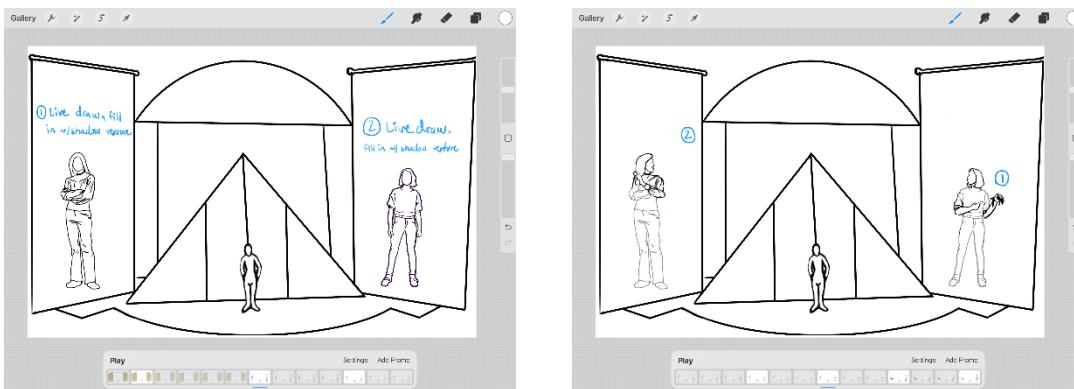 Gallery
① Live draw, fill
in w/shadow texture
② Live draw,
fill in w/ shadow texture
Play
Settings Add Frame
Gallery
②
①
Play
Settings Add Frame